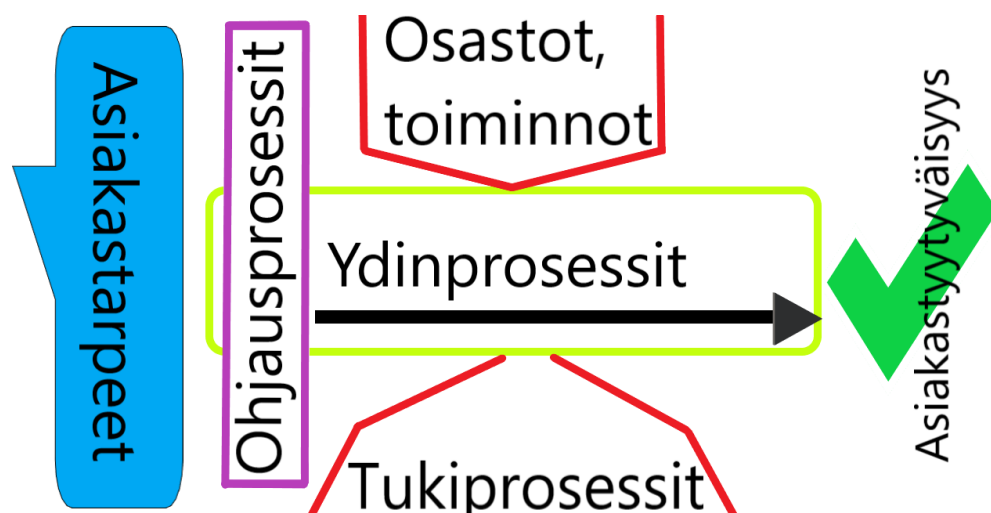 Asiakastarpeet
Ohjausprosessit
Osastot,
toiminnot
Ydinprosessit
Tukiprosessit
Asiakastyytyväisyys